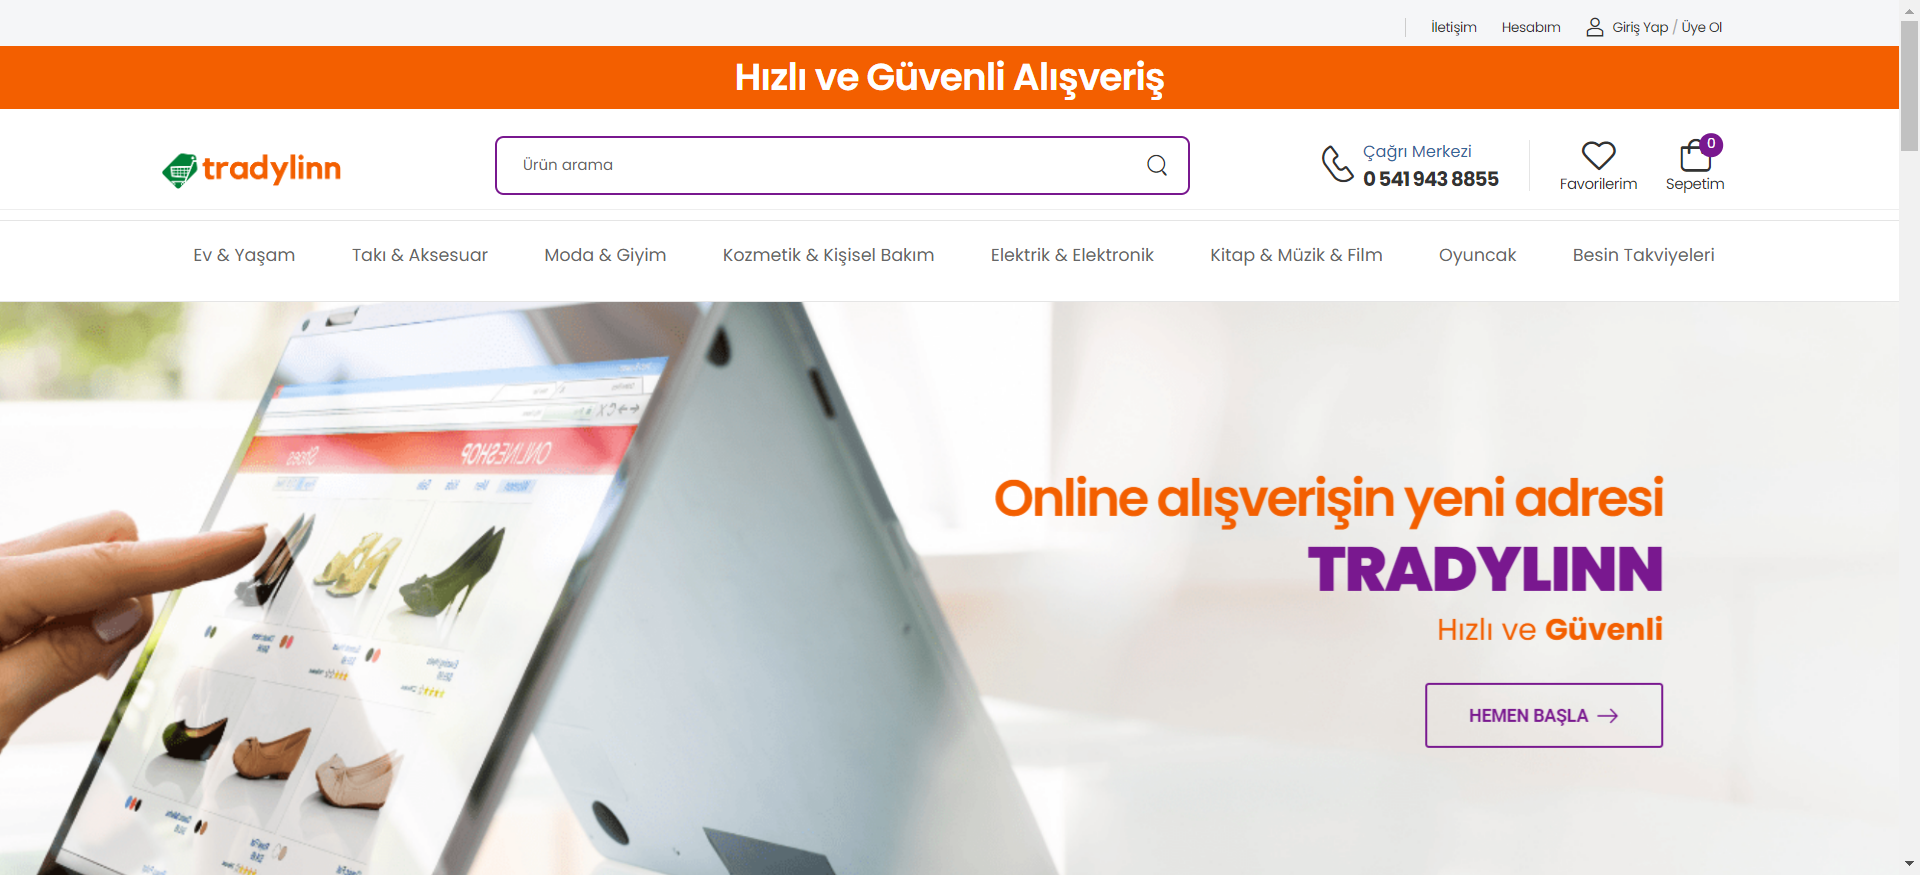 İletişim Hesabım Giriş Yap / Üye Ol
Hızlı ve Güvenli Alışveriş
tradylinn
Ürün arama
Çağrı Merkezi
0 541 943 8855
Favorilerim
0
Sepetim
Ev & Yaşam Takı & Aksesuar Moda & Giyim Kozmetik & Kişisel Bakım Elektrik & Elektronik Kitap & Müzik & Film Oyuncak Besin Takviyeleri
ONLINESHOP Shoes
Online alışverişin yeni adresi
TRADYLINN
Hızlı ve Güvenli
HEMEN BAŞLA